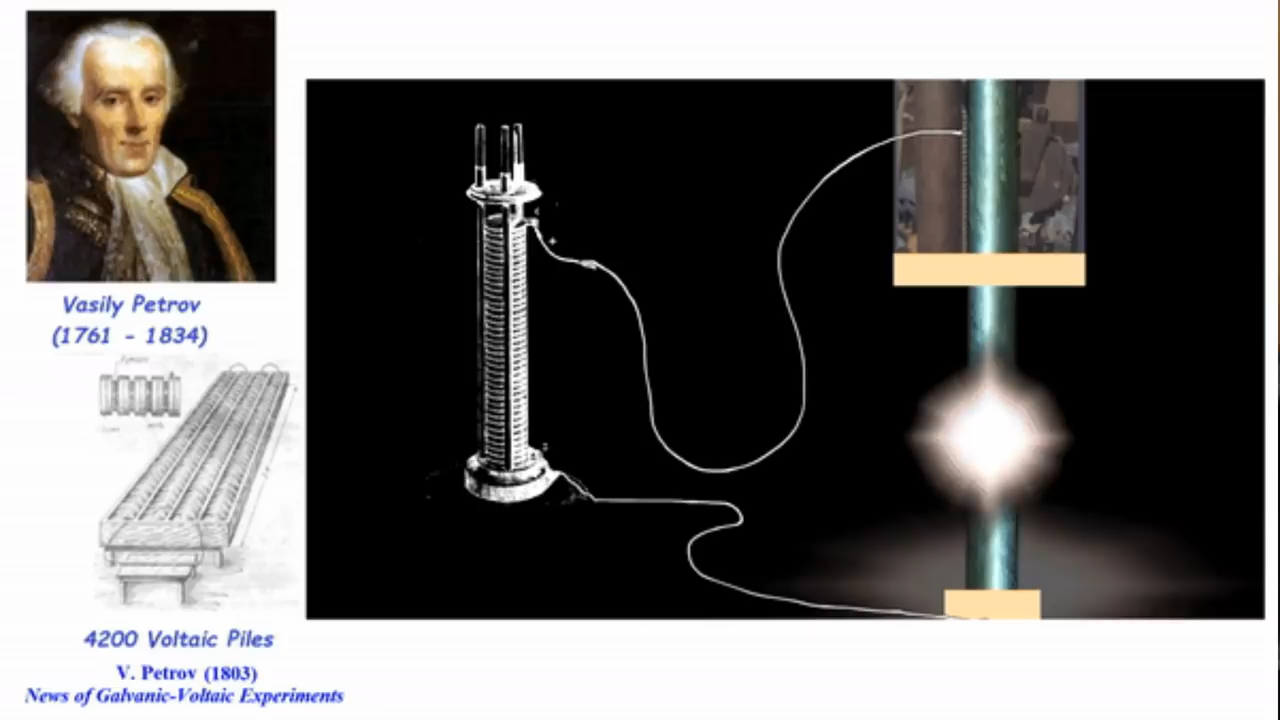 Vasily Petrov
(1761 - 1834)
4200 Voltaic Piles
V. Petrov (1803)
News of Galvanic-Voltaic Experiments